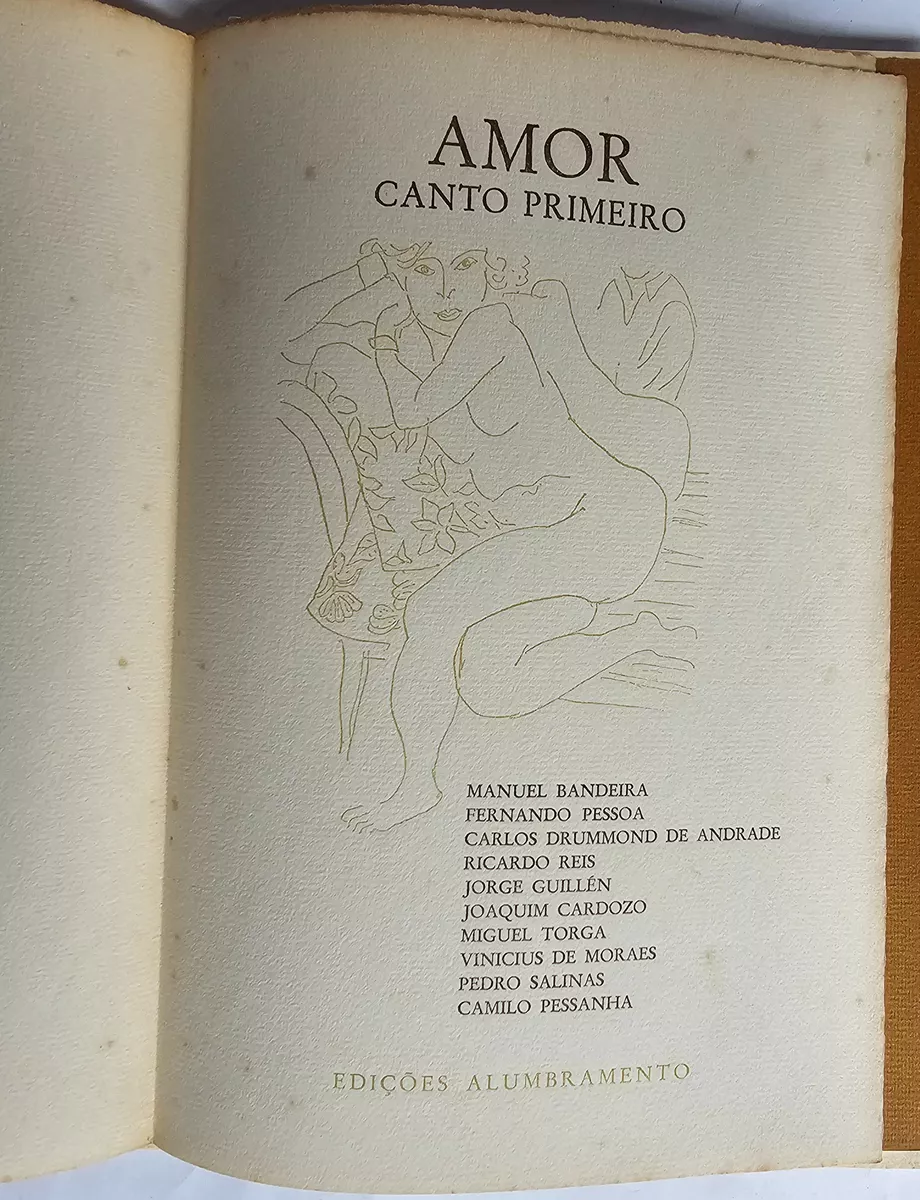 AMOR
CANTO PRIMEIRO
MANUEL BANDEIRA
FERNANDO PESSOA
CARLOS DRUMMOND DE ANDRADE
RICARDO REIS
JORGE GUILLÉN
JOAQUIM CARDOZO
MIGUEL TORGA
VINICIUS DE MORAES
PEDRO SALINAS
CAMILO PESSANHA
EDIÇÕES ALUMBRAMENTO